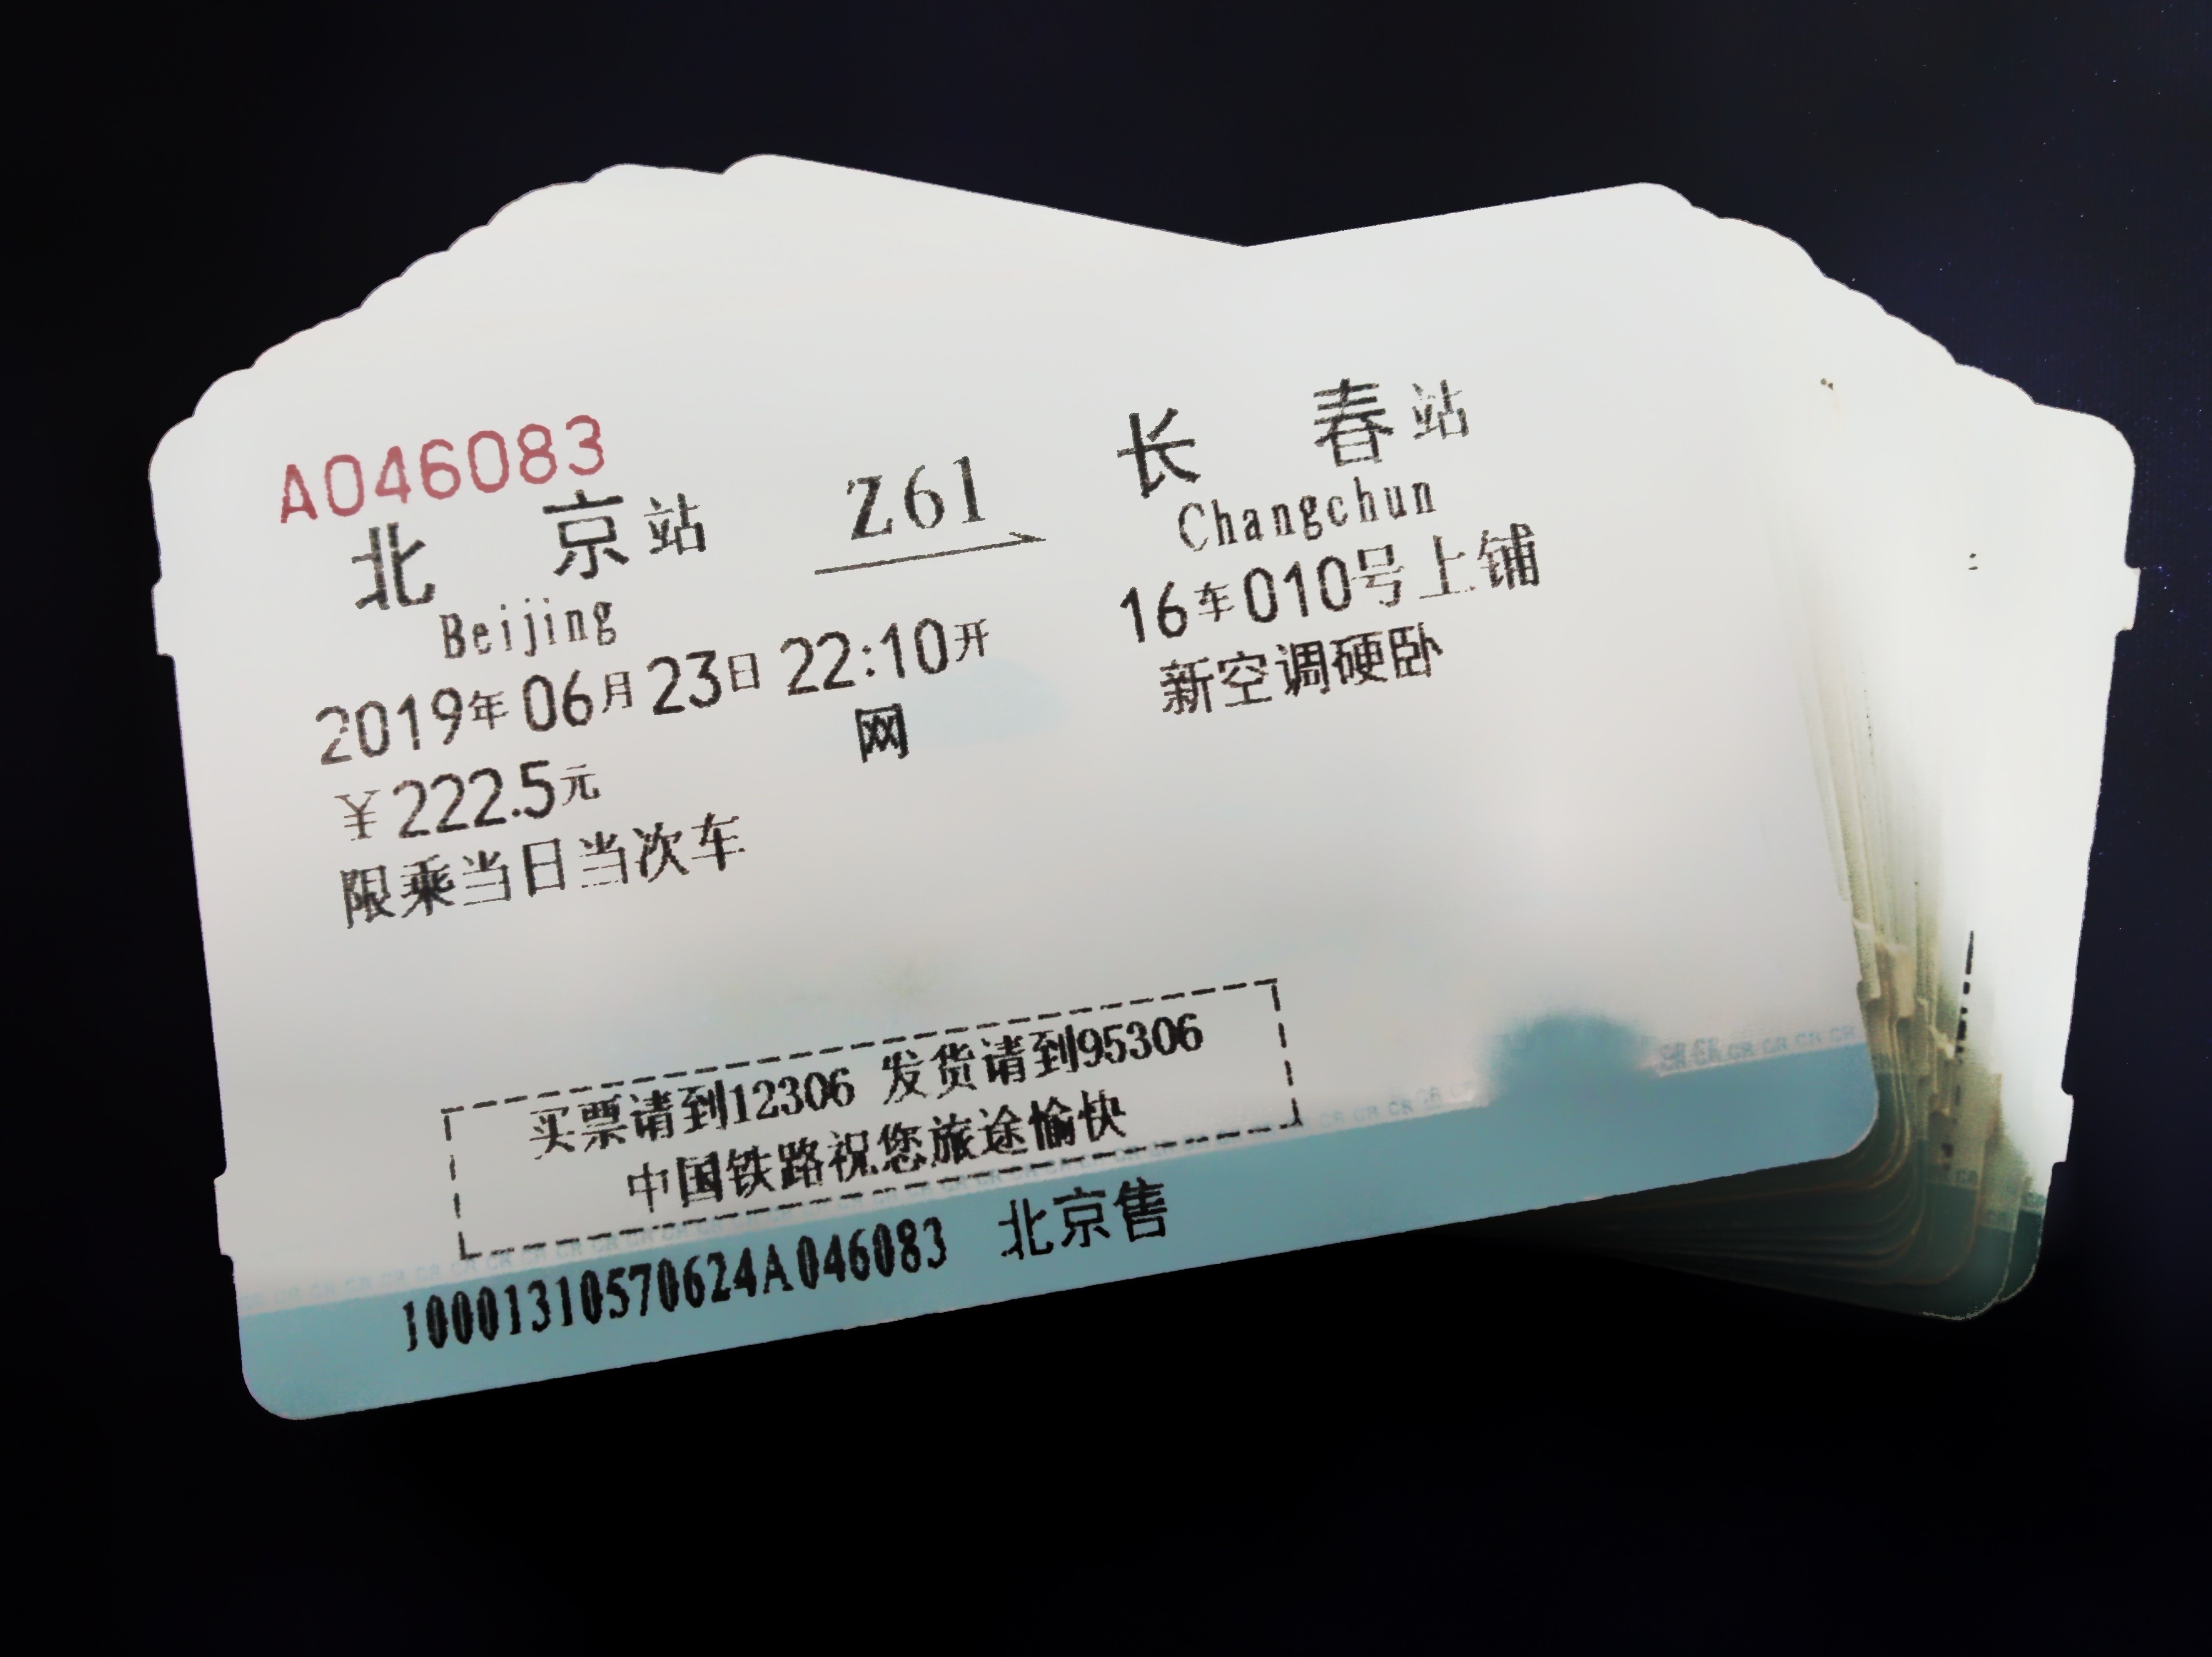 A046083
北京站 Z61 长春站
Beijing Changchun
2019年06月23日 22:10开 16车010号上铺
¥222.5元 网 新空调硬卧
限乘当日当次车
买票请到12306 发货请到95306
中国铁路祝您旅途愉快
10001310570624A046083 北京售